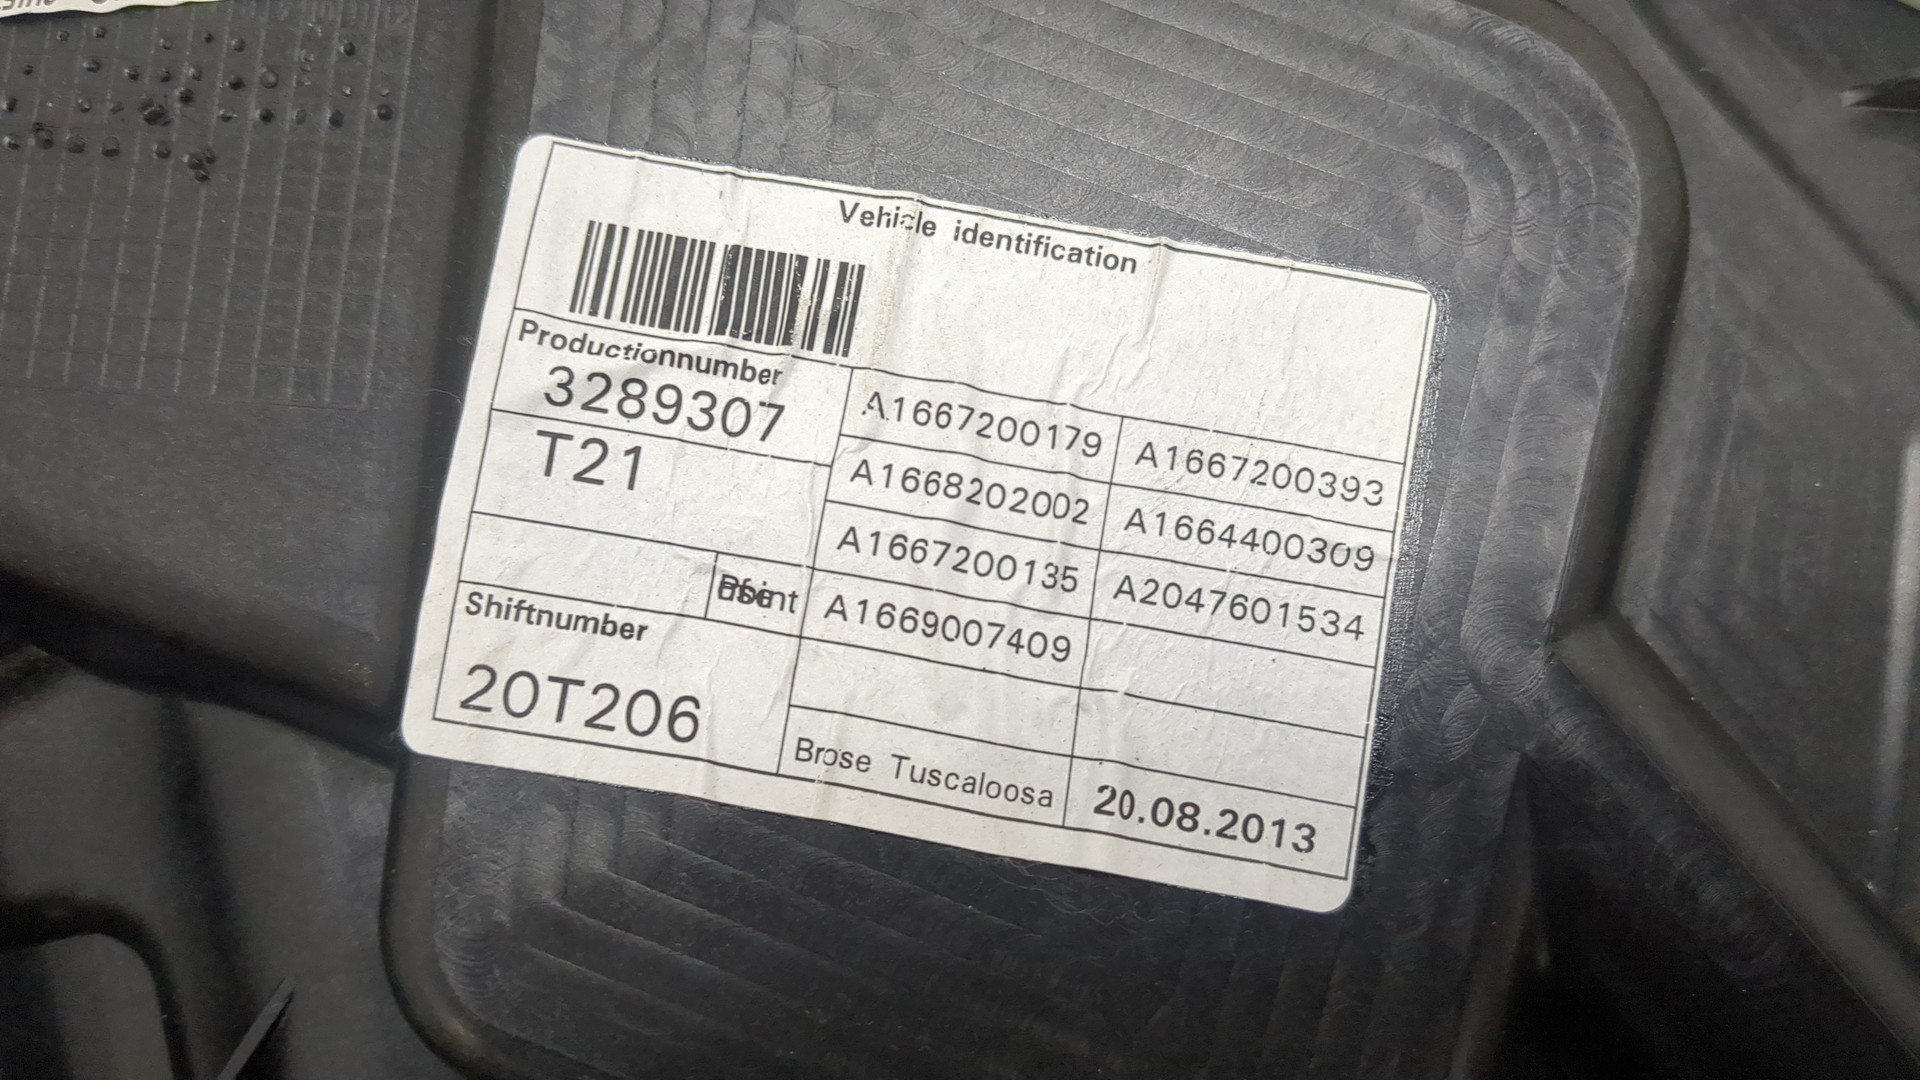 Vehicle identification
Productionnumber
3289307
T21
A1667200179 A1667200393
A1668202002 A1664400309
A1667200135 A2047601534
A1669007409
Shiftnumber
20T206
Brose Tuscaloosa 20.08.2013